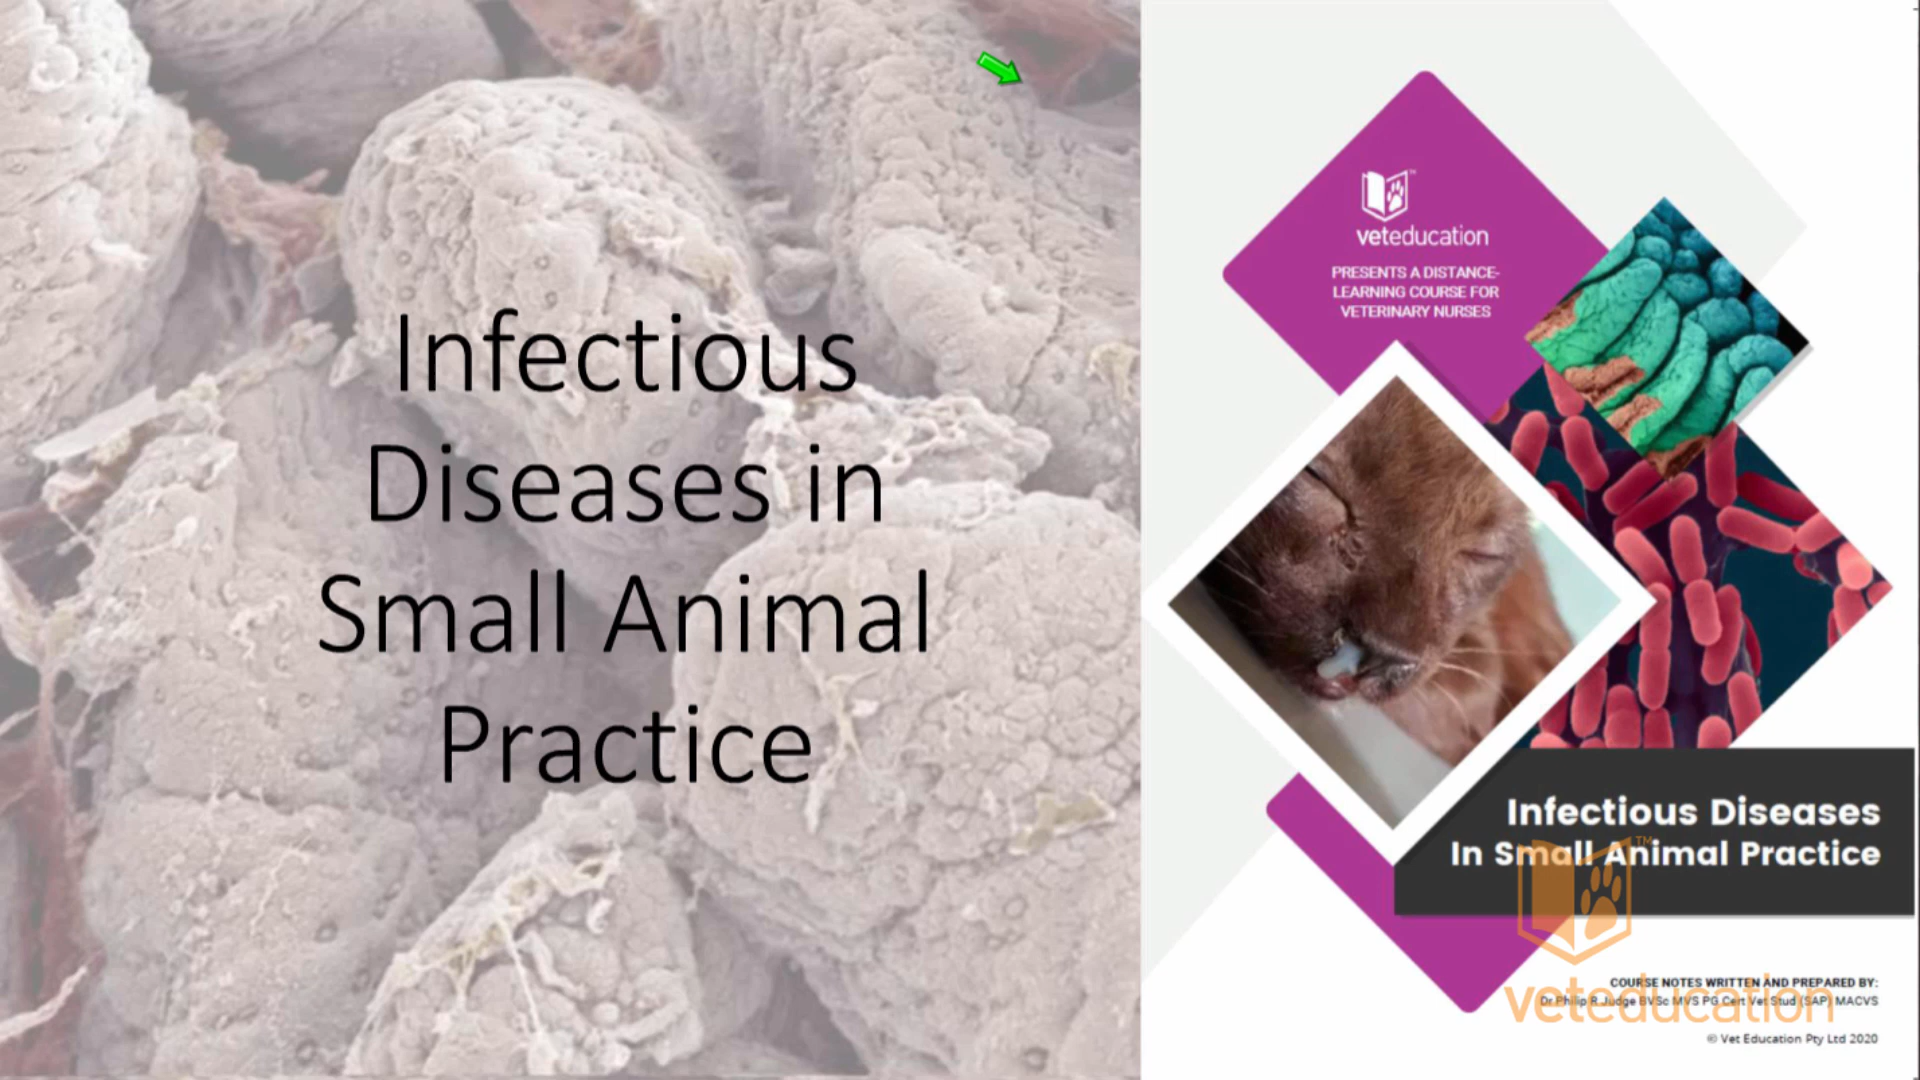 Infectious
Diseases in
Small Animal
Practice
veteducation
PRESENTS A DISTANCE-
LEARNING COURSE FOR
VETERINARY NURSES
Infectious Diseases
In Small Animal Practice
TM
COURSE NOTES WRITTEN AND PREPARED BY:
Dr Philip R Judge BVSc MVS PG Cert Vet Stud (SAP) MACVS
veteducation
© Vet Education Pty Ltd 2020